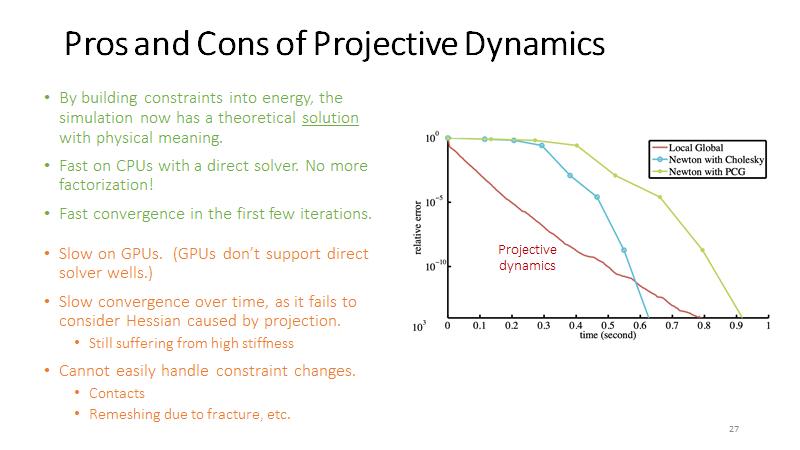 Pros and Cons of Projective Dynamics
• By building constraints into energy, the
simulation now has a theoretical solution
with physical meaning.
• Fast on CPUs with a direct solver. No more
factorization!
• Fast convergence in the first few iterations.
• Slow on GPUs. (GPUs don't support direct
solver wells.)
• Slow convergence over time, as it fails to
consider Hessian caused by projection.
• Still suffering from high stiffness
• Cannot easily handle constraint changes.
• Contacts
• Remeshing due to fracture, etc.
10⁰
10⁻⁵
10⁻¹⁰
10³
relative error
Local Global
Newton with Cholesky
Newton with PCG
Projective
dynamics
0 0.1 0.2 0.3 0.4 0.5 0.6 0.7 0.8 0.9 1
time (second)
27